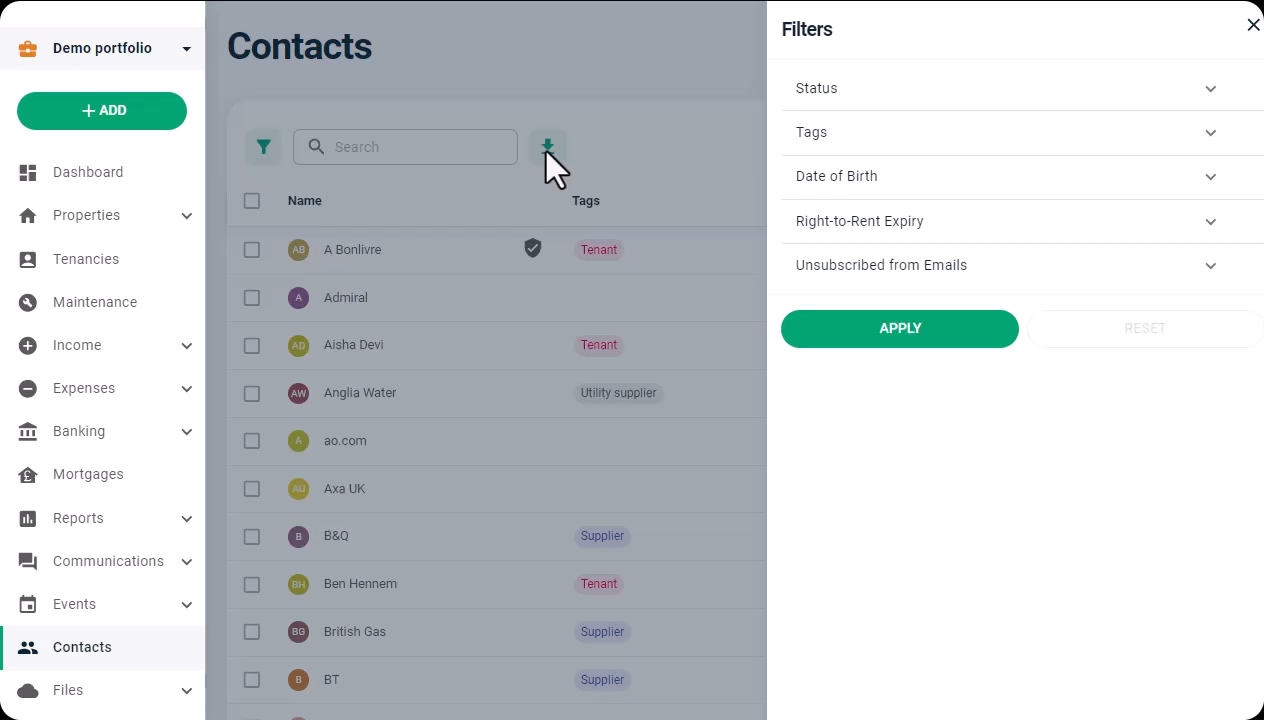 Demo portfolio
+ ADD
Dashboard
Properties
Tenancies
Maintenance
Income
Expenses
Banking
Mortgages
Reports
Communications
Events
Contacts
Files
Contacts
Search
Name Tags
AB A Bonlivre Tenant
A Admiral
AD Aisha Devi Tenant
AW Anglia Water Utility supplier
A ao.com
AU Axa UK
B B&Q Supplier
BH Ben Hennem Tenant
BG British Gas Supplier
B BT Supplier
Filters
Status
Tags
Date of Birth
Right-to-Rent Expiry
Unsubscribed from Emails
APPLY RESET